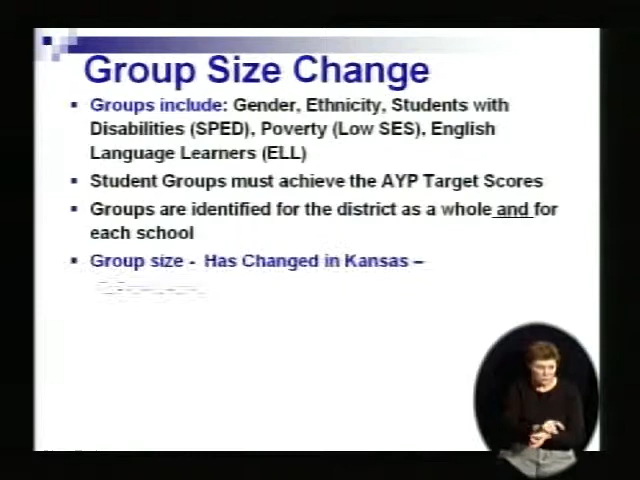 Group Size Change
Groups include: Gender, Ethnicity, Students with
Disabilities (SPED), Poverty (Low SES), English
Language Learners (ELL)
Student Groups must achieve the AYP Target Scores
Groups are identified for the district as a whole and for
each school
Group size - Has Changed in Kansas –